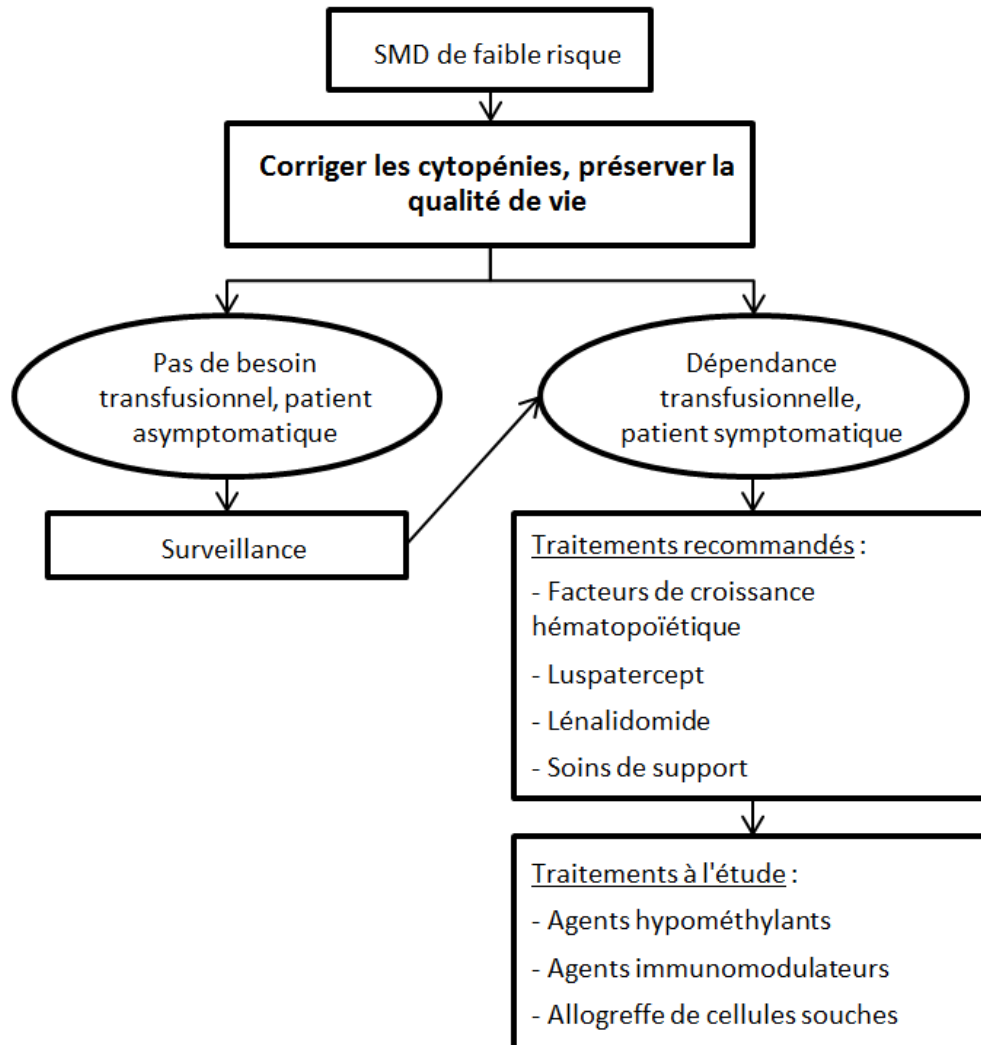 SMD de faible risque
Corriger les cytopénies, préserver la
qualité de vie
Pas de besoin
transfusionnel, patient
asymptomatique
Dépendance
transfusionnelle,
patient symptomatique
Surveillance
Traitements recommandés :
- Facteurs de croissance
hématopoïétique
- Luspatercept
- Lénalidomide
- Soins de support
Traitements à l'étude :
- Agents hypométhylants
- Agents immunomodulateurs
- Allogreffe de cellules souches